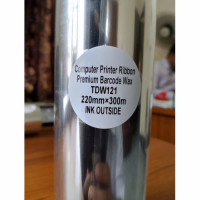 Computer Printer Ribbon
Premium Barcode Wax
TDW121
220mm×300m
INK OUTSIDE